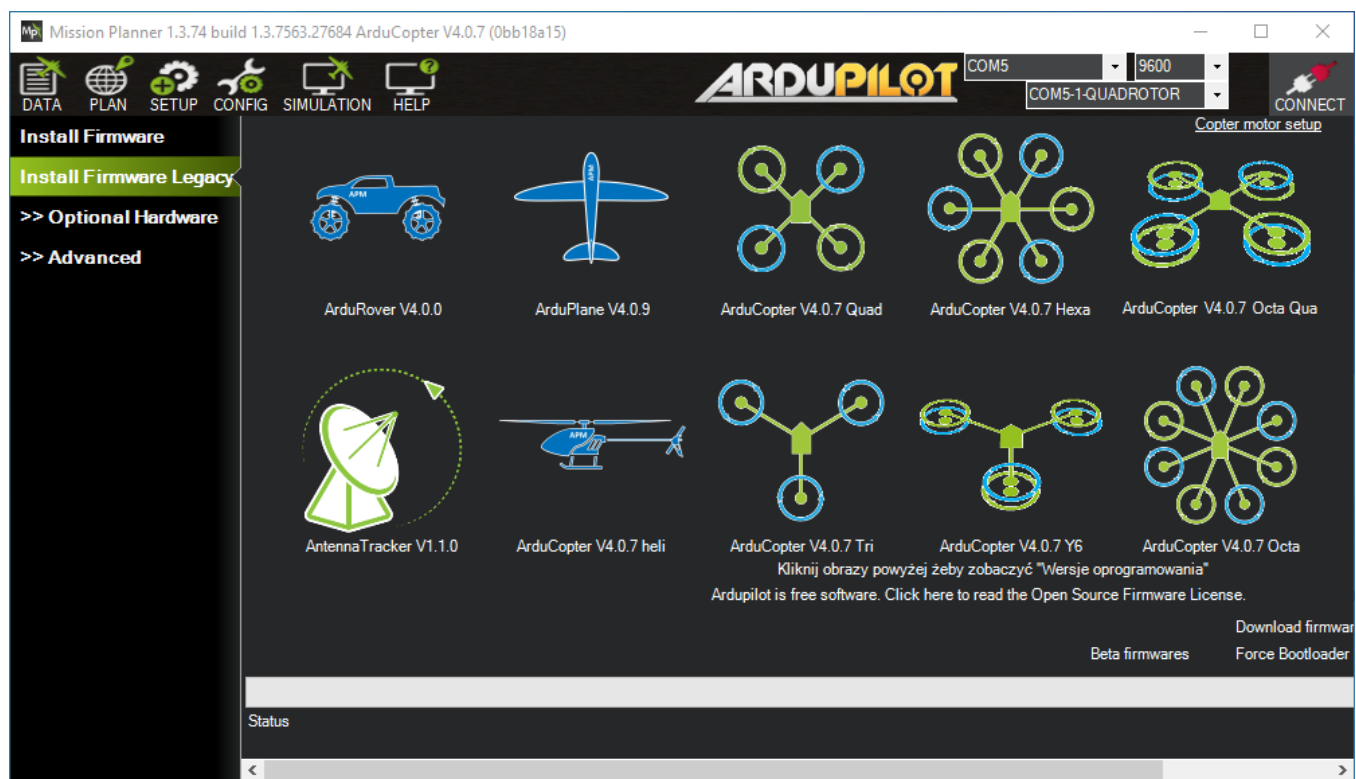 Mission Planner 1.3.74 build 1.3.7563.27684 ArduCopter V4.0.7 (0bb18a15)
DATA PLAN SETUP CONFIG SIMULATION HELP
ARDUPILOT
COM5 9600
COM5-1-QUADROTOR
CONNECT
Install Firmware
Install Firmware Legacy
>> Optional Hardware
>> Advanced
Copter motor setup
APM
APM
ArduRover V4.0.0 ArduPlane V4.0.9 ArduCopter V4.0.7 Quad ArduCopter V4.0.7 Hexa ArduCopter V4.0.7 Octa Qua
APM
AntennaTracker V1.1.0 ArduCopter V4.0.7 heli ArduCopter V4.0.7 Tri ArduCopter V4.0.7 Y6 ArduCopter V4.0.7 Octa
Kliknij obrazy powyżej żeby zobaczyć "Wersje oprogramowania"
Ardupilot is free software. Click here to read the Open Source Firmware License.
Download firmwar
Beta firmwares Force Bootloader
Status